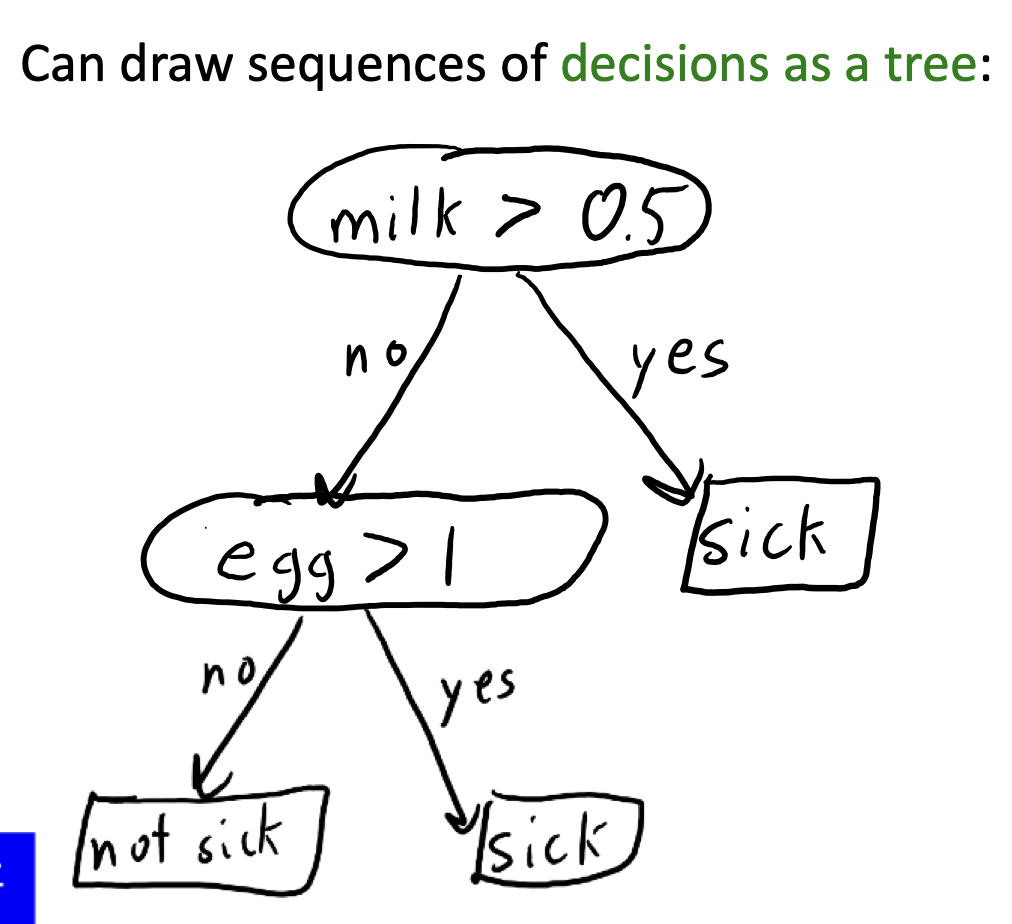 Can draw sequences of decisions as a tree:
milk > 0.5
no
yes
egg > 1
sick
no
yes
not sick
sick